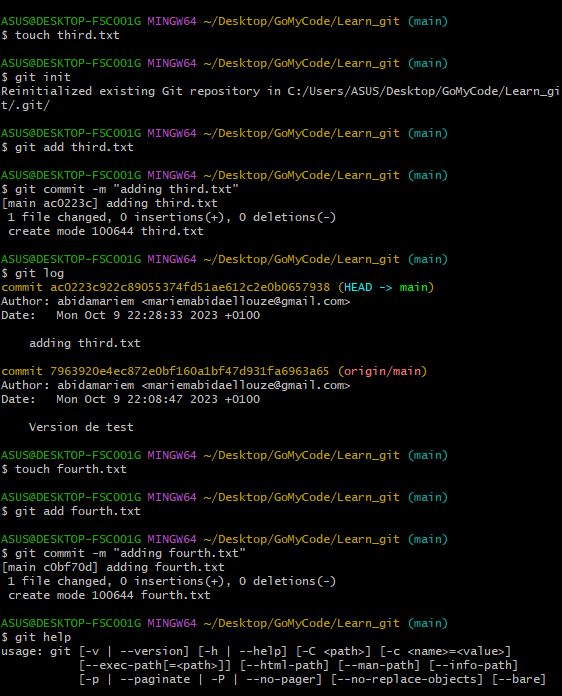 ASUS@DESKTOP-FSCOO1G MINGW64 ~/Desktop/GoMyCode/Learn_git (main)
$ touch third.txt
ASUS@DESKTOP-FSCOO1G MINGW64 ~/Desktop/GoMyCode/Learn_git (main)
$ git init
Reinitialized existing Git repository in C:/Users/ASUS/Desktop/GoMyCode/Learn_gi
t/.git/
ASUS@DESKTOP-FSCOO1G MINGW64 ~/Desktop/GoMyCode/Learn_git (main)
$ git add third.txt
ASUS@DESKTOP-FSCOO1G MINGW64 ~/Desktop/GoMyCode/Learn_git (main)
$ git commit -m "adding third.txt"
[main ac0223c] adding third.txt
 1 file changed, 0 insertions(+), 0 deletions(-)
 create mode 100644 third.txt
ASUS@DESKTOP-FSCOO1G MINGW64 ~/Desktop/GoMyCode/Learn_git (main)
$ git log
commit ac0223c922c89055374fd51ae612c2e0b0657938 (HEAD -> main)
Author: abidamariem <mariemabidaellouze@gmail.com>
Date:   Mon Oct 9 22:28:33 2023 +0100
    adding third.txt
commit 7963920e4ec872e0bf160a1bf47d931fa6963a65 (origin/main)
Author: abidamariem <mariemabidaellouze@gmail.com>
Date:   Mon Oct 9 22:08:47 2023 +0100
    Version de test
ASUS@DESKTOP-FSCOO1G MINGW64 ~/Desktop/GoMyCode/Learn_git (main)
$ touch fourth.txt
ASUS@DESKTOP-FSCOO1G MINGW64 ~/Desktop/GoMyCode/Learn_git (main)
$ git add fourth.txt
ASUS@DESKTOP-FSCOO1G MINGW64 ~/Desktop/GoMyCode/Learn_git (main)
$ git commit -m "adding fourth.txt"
[main c0bf70d] adding fourth.txt
 1 file changed, 0 insertions(+), 0 deletions(-)
 create mode 100644 fourth.txt
ASUS@DESKTOP-FSCOO1G MINGW64 ~/Desktop/GoMyCode/Learn_git (main)
$ git help
usage: git [-v | --version] [-h | --help] [-C <path>] [-c <name>=<value>]
           [--exec-path[=<path>]] [--html-path] [--man-path] [--info-path]
           [-p | --paginate | -P | --no-pager] [--no-replace-objects] [--bare]